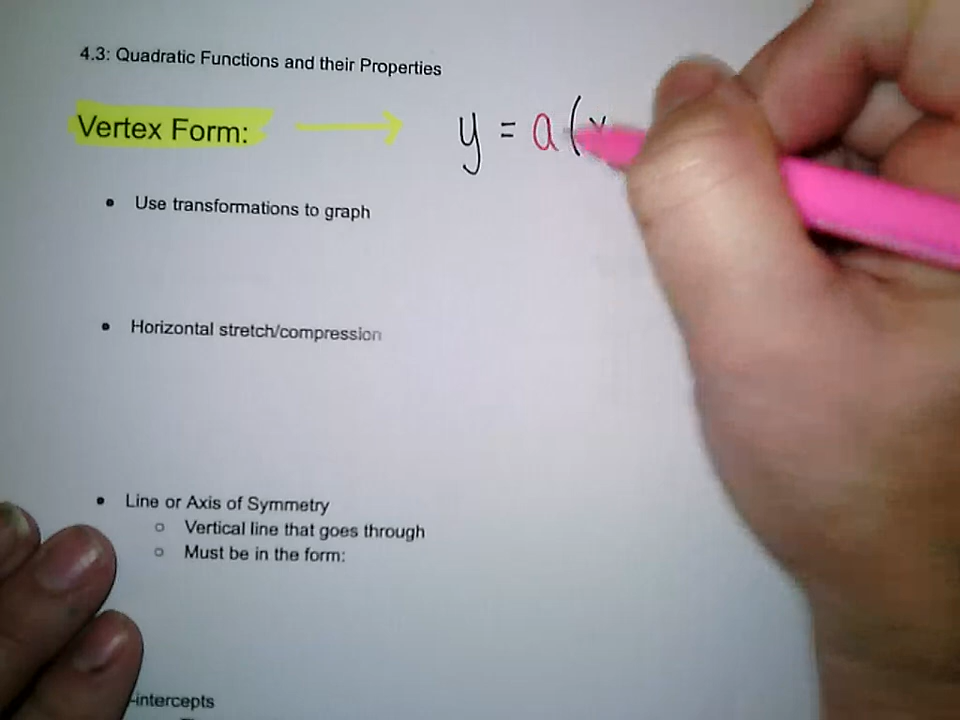 4.3: Quadratic Functions and their Properties
Vertex Form: → y = a (x
• Use transformations to graph
• Horizontal stretch/compression
• Line or Axis of Symmetry
○ Vertical line that goes through
○ Must be in the form:
-intercepts